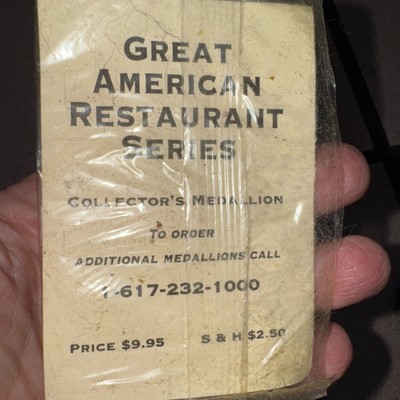 GREAT
AMERICAN
RESTAURANT
SERIES
COLLECTOR'S MEDALLION
TO ORDER
ADDITIONAL MEDALLIONS CALL
1-617-232-1000
PRICE $9.95 S & H $2.50